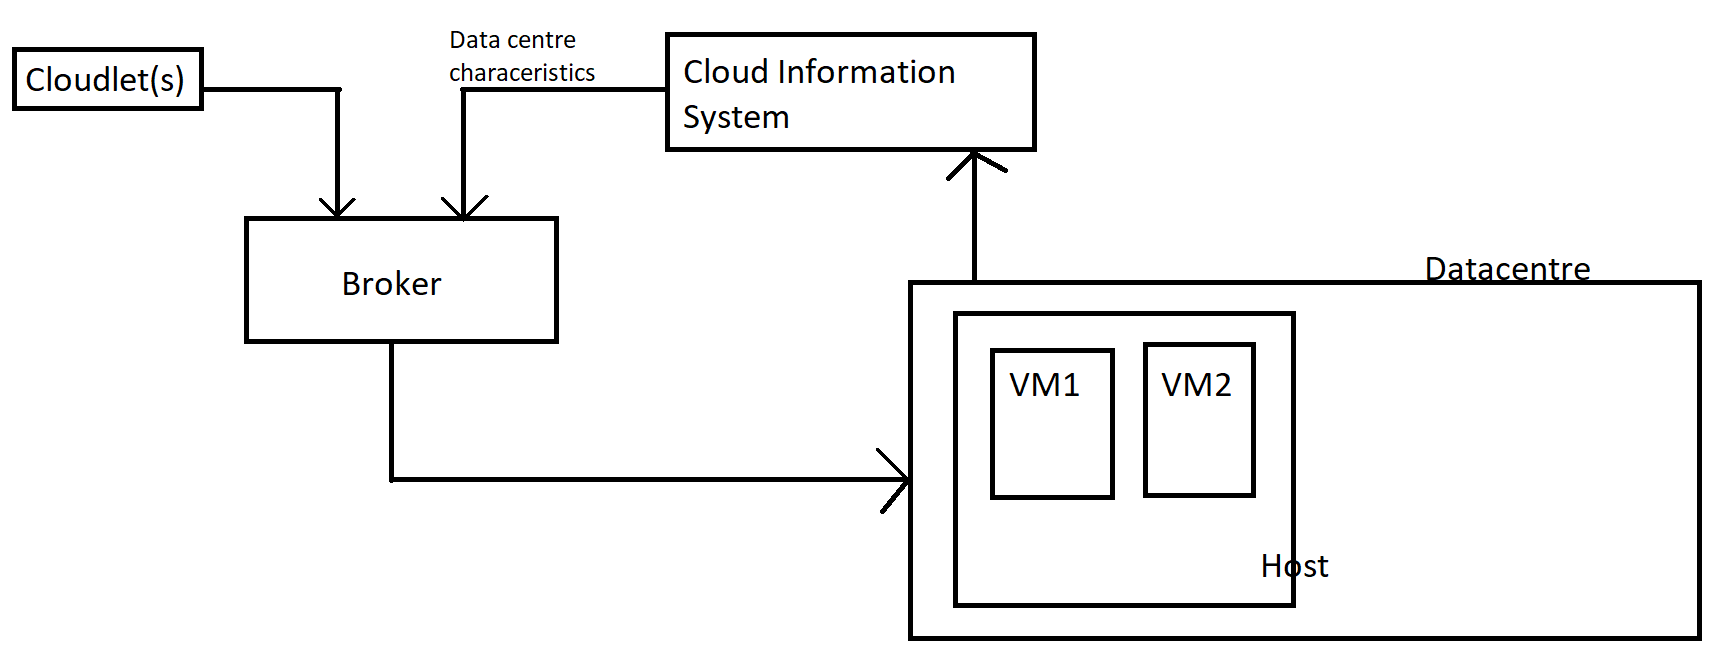 Cloudlet(s)
Data centre
characeristics
Cloud Information
System
Broker
Datacentre
VM1
VM2
Host